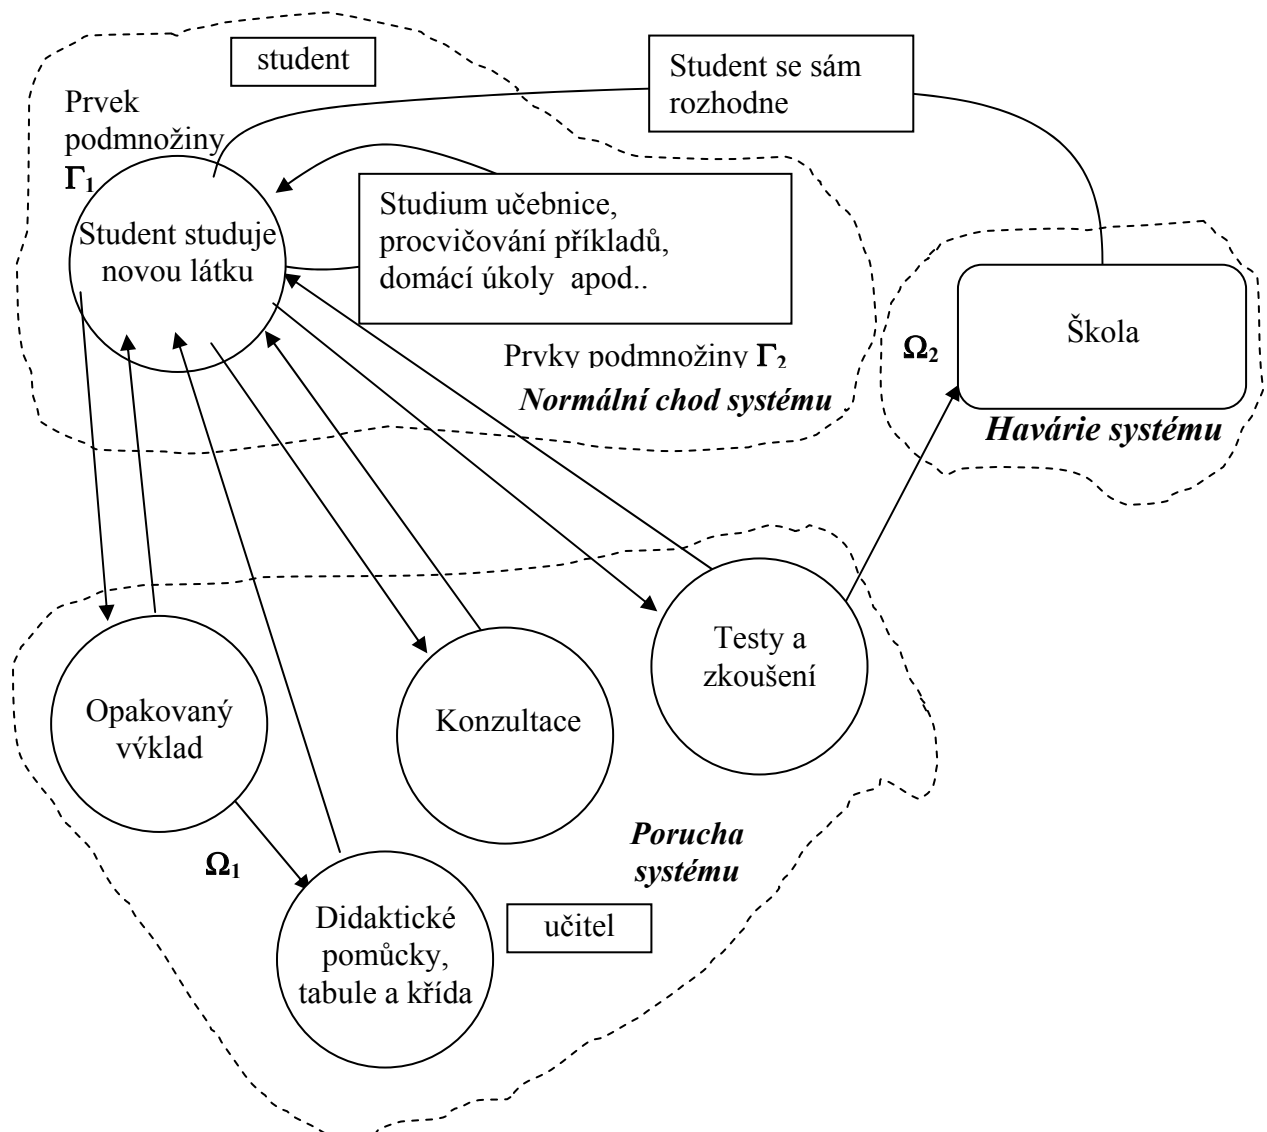 student
Student se sám
rozhodne
Prvek
podmnožiny
Γ₁
Student studuje
novou látku
Studium učebnice,
procvičování příkladů,
domácí úkoly apod..
Prvky podmnožiny Γ₂
Normální chod systému
Škola
Ω₂
Havárie systému
Testy a
zkoušení
Konzultace
Opakovaný
výklad
Porucha
systému
Ω₁
učitel
Didaktické
pomůcky,
tabule a křída